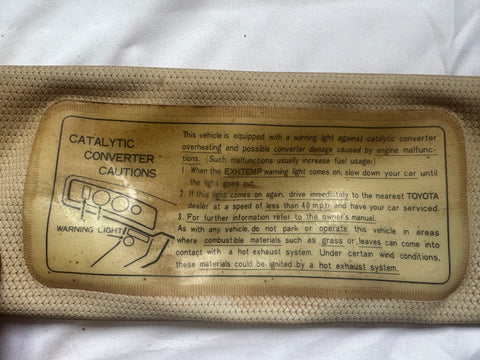 CATALYTIC
CONVERTER
CAUTIONS
WARNING LIGHT
This vehicle is equipped with a warning light against catalytic converter
overheating and possible converter damage caused by engine malfunc-
tions. (Such malfunctions usually increase fuel usage.)
1. When the EXH.TEMP warning light comes on, slow down your car until
the light goes out.
2. If this light comes on again, drive immediately to the nearest TOYOTA
dealer at a speed of less than 40 mph and have your car serviced.
3. For further information refer to the owner's manual.
As with any vehicle, do not park or operate this vehicle in areas
where combustible materials such as grass or leaves can come into
contact with a hot exhaust system. Under certain wind conditions,
these materials could be ignited by a hot exhaust system.